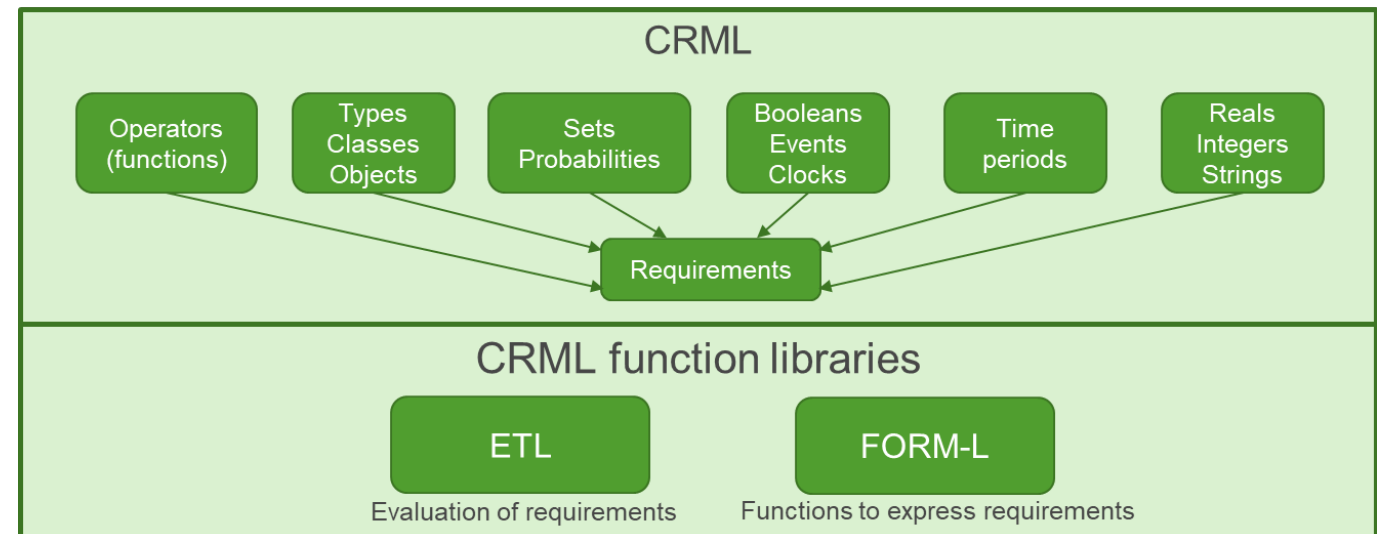 CRML
Operators
(functions)
Types
Classes
Objects
Sets
Probabilities
Booleans
Events
Clocks
Time
periods
Reals
Integers
Strings
Requirements
CRML function libraries
ETL
FORM-L
Evaluation of requirements
Functions to express requirements